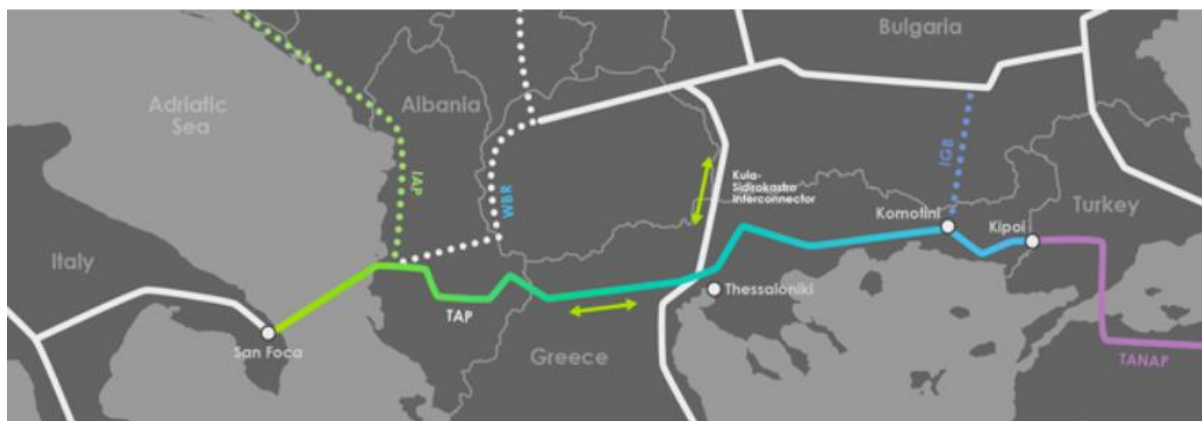 Bulgaria
Adriatic
Sea
Albania
IAP
WBR
IGB
Kula-
Sidirokastro
Interconnector
Komotini
Kipoi
Turkey
Italy
Thessaloniki
San Foca
TAP
Greece
TANAP